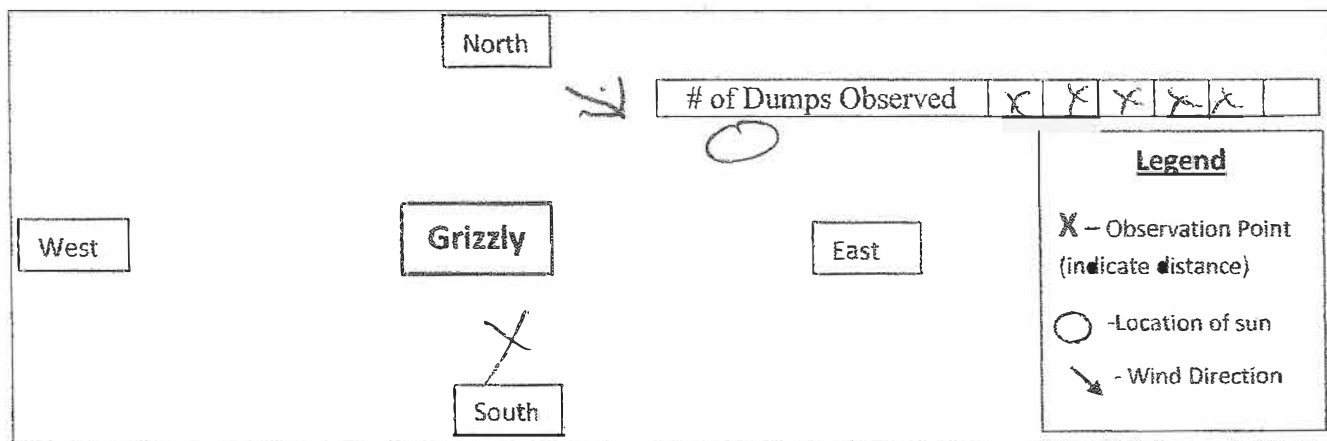 North
# of Dumps Observed X X X X X
Legend
West
Grizzly
East
X – Observation Point
(indicate distance)
-Location of sun
X
- Wind Direction
South